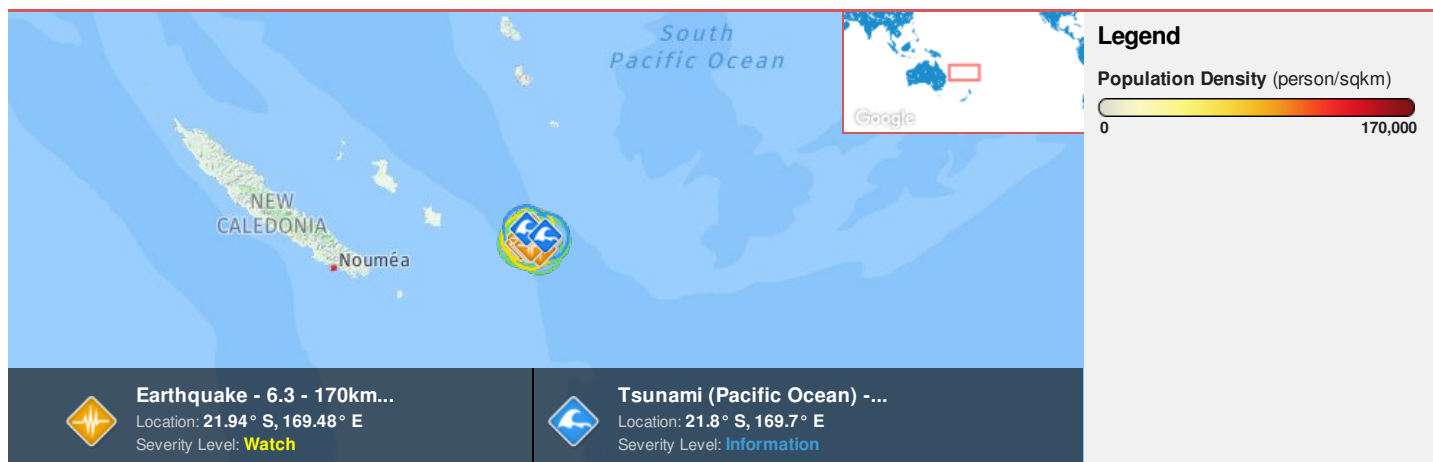 South
Pacific Ocean
NEW
CALEDONIA
Nouméa
Google
Legend
Population Density (person/sqkm)
0 170,000
Earthquake - 6.3 - 170km...
Location: 21.94° S, 169.48° E
Severity Level: Watch
Tsunami (Pacific Ocean) -...
Location: 21.8° S, 169.7° E
Severity Level: Information